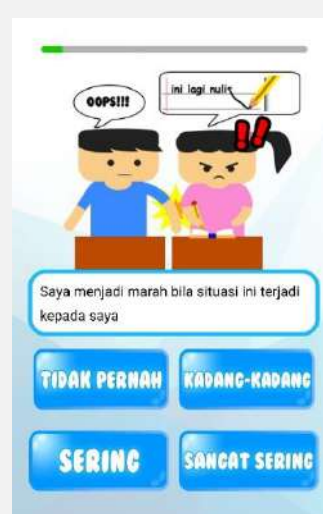 OOPS!!!
ini lagi nulis
Saya menjadi marah bila situasi ini terjadi
kepada saya
TIDAK PERNAH
KADANG-KADANG
SERING
SANGAT SERING